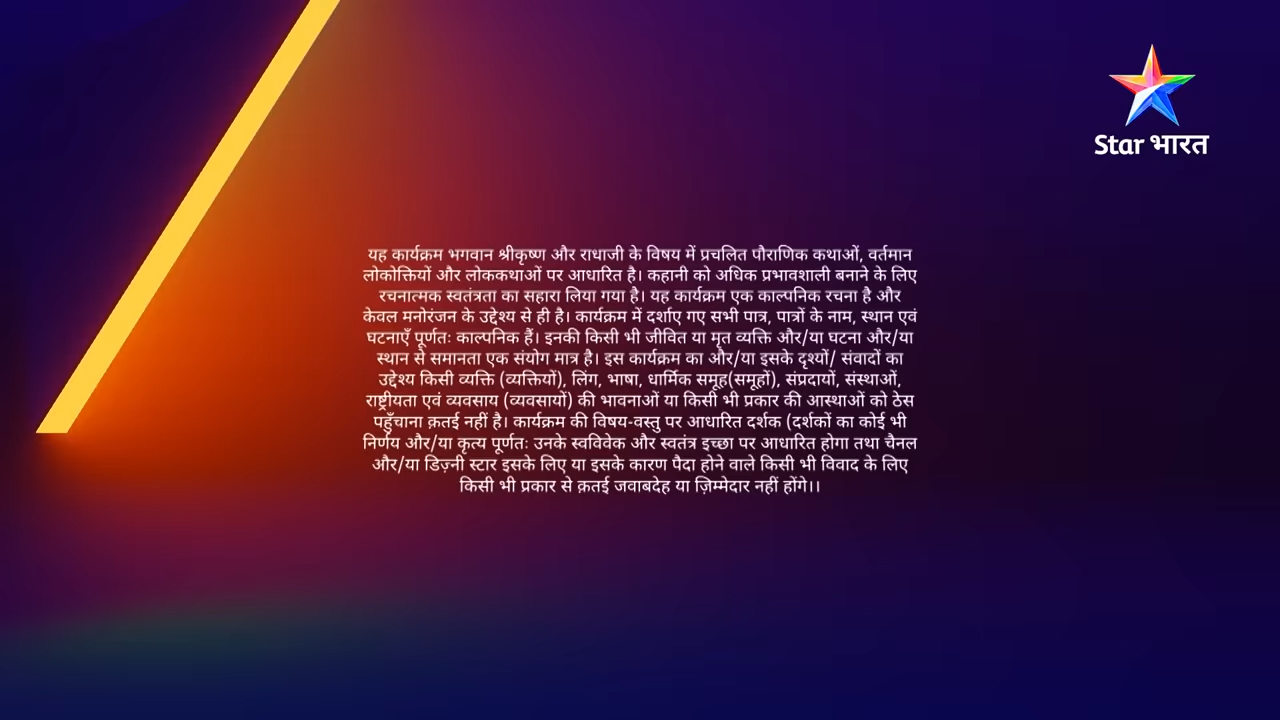 Star भारत
यह कार्यक्रम भगवान श्रीकृष्ण और राधाजी के विषय में प्रचलित पौराणिक कथाओं, वर्तमान
लोकोक्तियों और लोककथाओं पर आधारित है। कहानी को अधिक प्रभावशाली बनाने के लिए
रचनात्मक स्वतंत्रता का सहारा लिया गया है। यह कार्यक्रम एक काल्पनिक रचना है और
केवल मनोरंजन के उद्देश्य से ही है। कार्यक्रम में दर्शाए गए सभी पात्र, पात्रों के नाम, स्थान एवं
घटनाएँ पूर्णतः काल्पनिक हैं। इनकी किसी भी जीवित या मृत व्यक्ति और/या घटना और/या
स्थान से समानता एक संयोग मात्र है। इस कार्यक्रम का और/या इसके दृश्यों/ संवादों का
उद्देश्य किसी व्यक्ति (व्यक्तियों), लिंग, भाषा, धार्मिक समूह(समूहों), संप्रदायों, संस्थाओं,
राष्ट्रीयता एवं व्यवसाय (व्यवसायों) की भावनाओं या किसी भी प्रकार की आस्थाओं को ठेस
पहुँचाना क़तई नहीं है। कार्यक्रम की विषय-वस्तु पर आधारित दर्शक (दर्शकों का कोई भी
निर्णय और/या कृत्य पूर्णतः उनके स्वविवेक और स्वतंत्र इच्छा पर आधारित होगा तथा चैनल
और/या डिज़्नी स्टार इसके लिए या इसके कारण पैदा होने वाले किसी भी विवाद के लिए
किसी भी प्रकार से क़तई जवाबदेह या ज़िम्मेदार नहीं होंगे।।